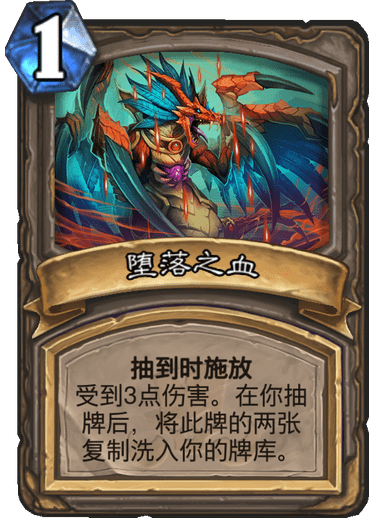 1
堕落之血
抽到时施放
受到3点伤害。在你抽
牌后，将此牌的两张
复制洗入你的牌库。